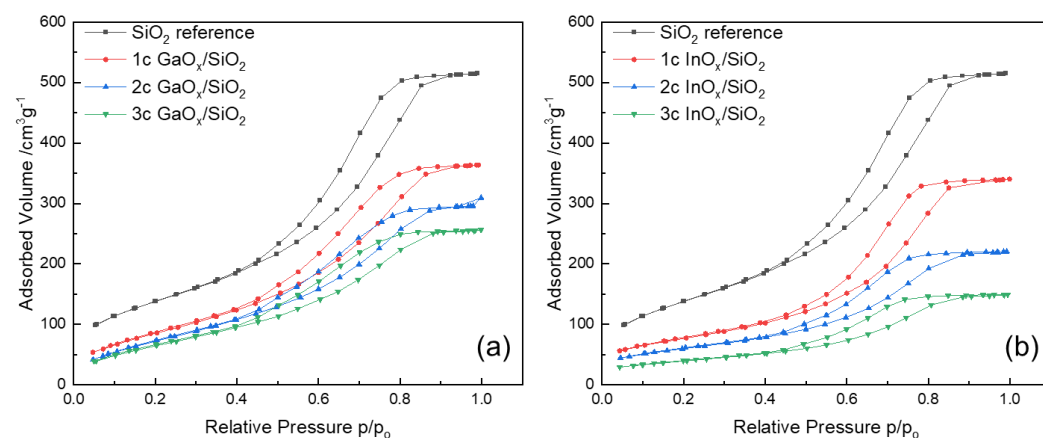 600
500
400
300
200
100
0
Adsorbed Volume /cm³g⁻¹
SiO₂ reference
1c GaOₓ/SiO₂
2c GaOₓ/SiO₂
3c GaOₓ/SiO₂
(a)
0.0 0.2 0.4 0.6 0.8 1.0
Relative Pressure p/p₀
600
500
400
300
200
100
0
Adsorbed Volume /cm³g⁻¹
SiO₂ reference
1c InOₓ/SiO₂
2c InOₓ/SiO₂
3c InOₓ/SiO₂
(b)
0.0 0.2 0.4 0.6 0.8 1.0
Relative Pressure p/p₀